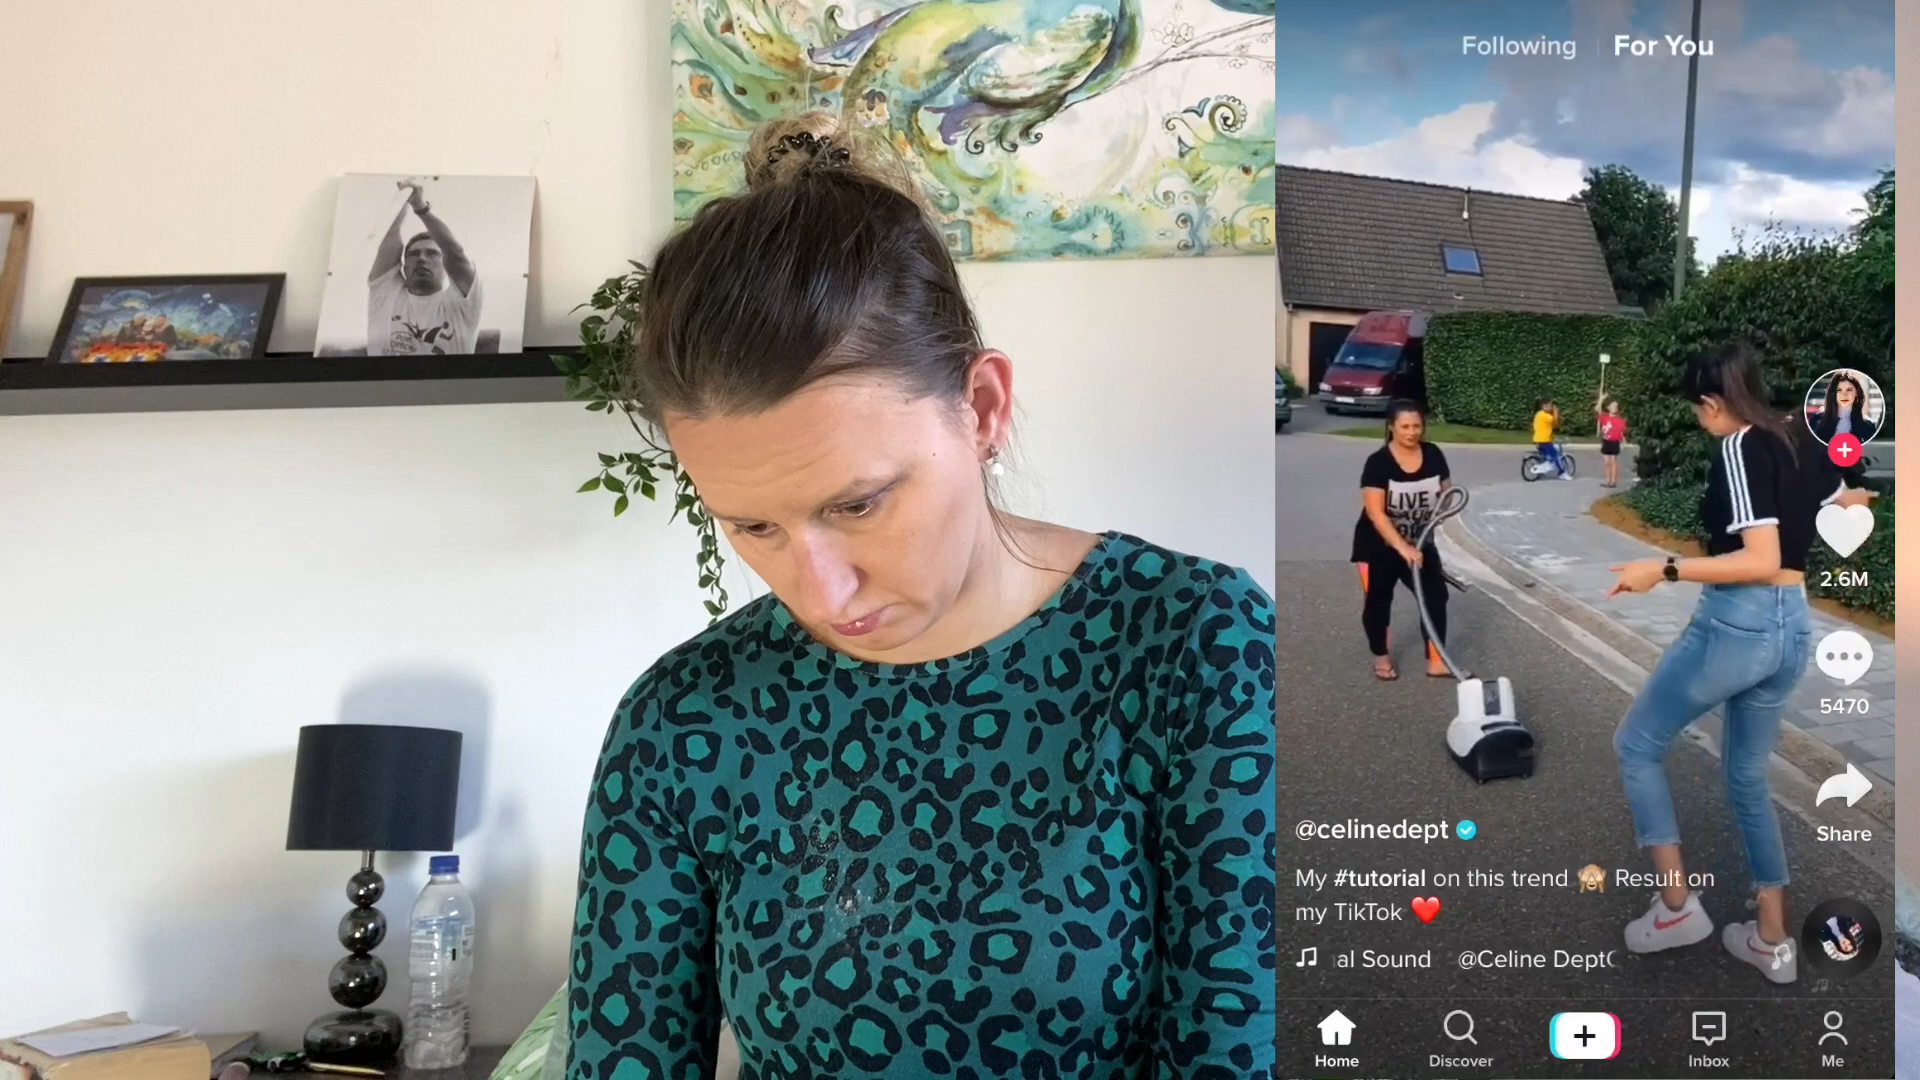 Following
For You
LIVE
2.6M
5470
Share
@celinedept
My #tutorial on this trend 🙈 Result on
my TikTok ❤️
al Sound @Celine Dept
Home
Discover
Inbox
Me